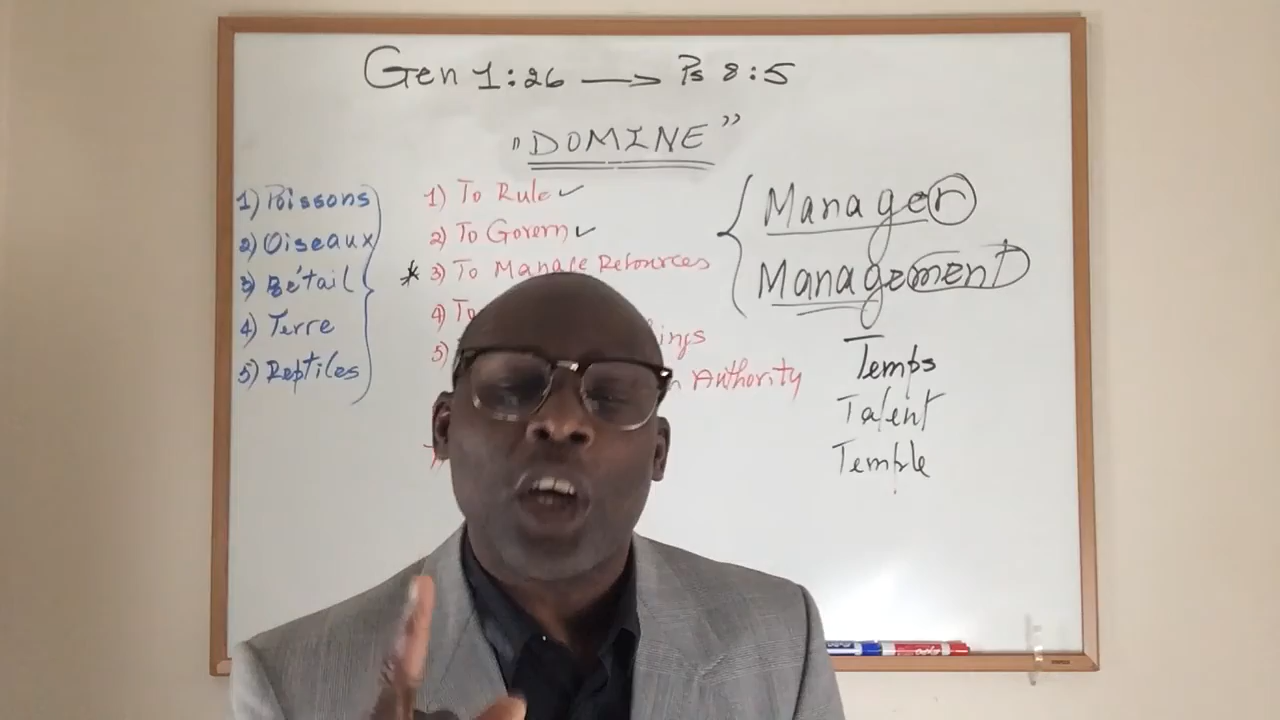 Gen 1:26 → Ps 8:5
"DOMINE"
1) Poissons
2) Oiseaux
3) Bétail
4) Terre
5) Reptiles
1) To Rule ✓
2) To Govern ✓
* 3) To Manage Resources
4) To
5) ings
Authority
Manager
Management
Temps
Talent
Temple